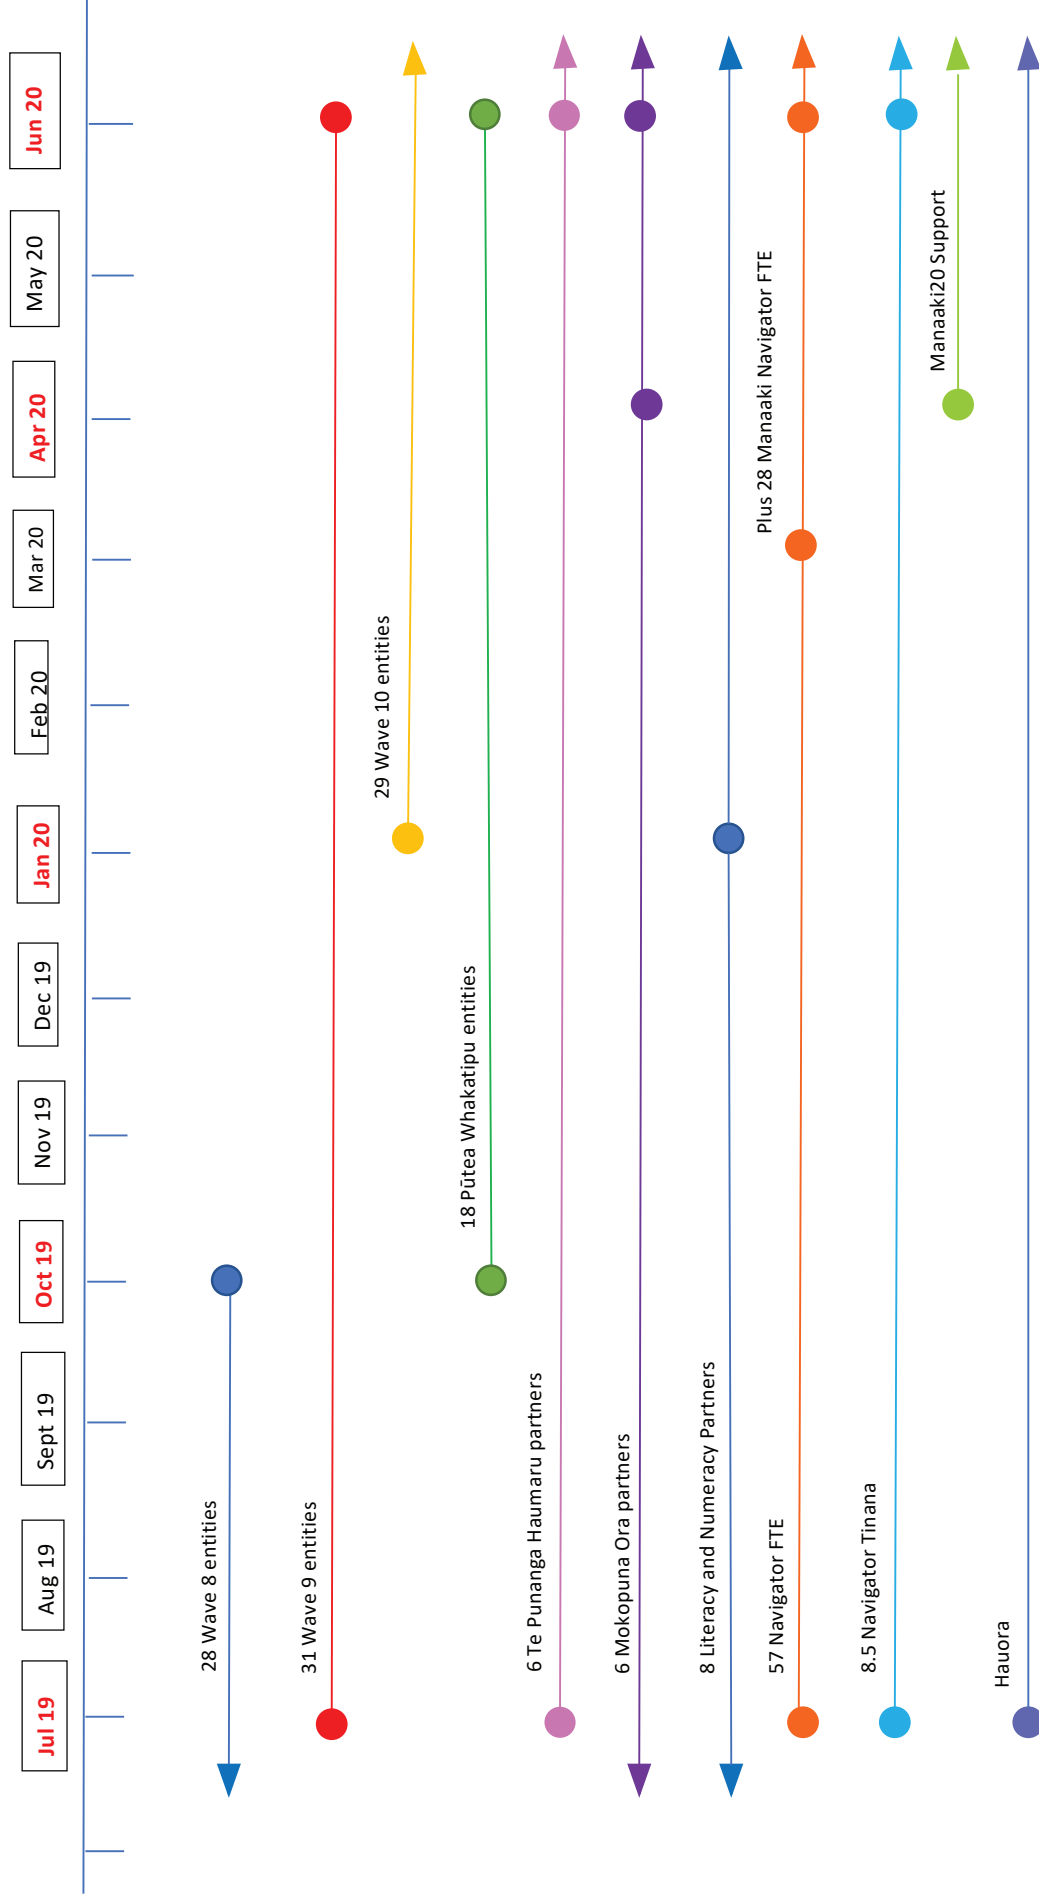 Jul 19
Aug 19
Sept 19
Oct 19
Nov 19
Dec 19
Jan 20
Feb 20
Mar 20
Apr 20
May 20
Jun 20
28 Wave 8 entities
31 Wave 9 entities
29 Wave 10 entities
18 Pūtea Whakatipu entities
6 Te Punanga Haumaru partners
6 Mokopuna Ora partners
8 Literacy and Numeracy Partners
57 Navigator FTE
Plus 28 Manaaki Navigator FTE
8.5 Navigator Tinana
Manaaki20 Support
Hauora